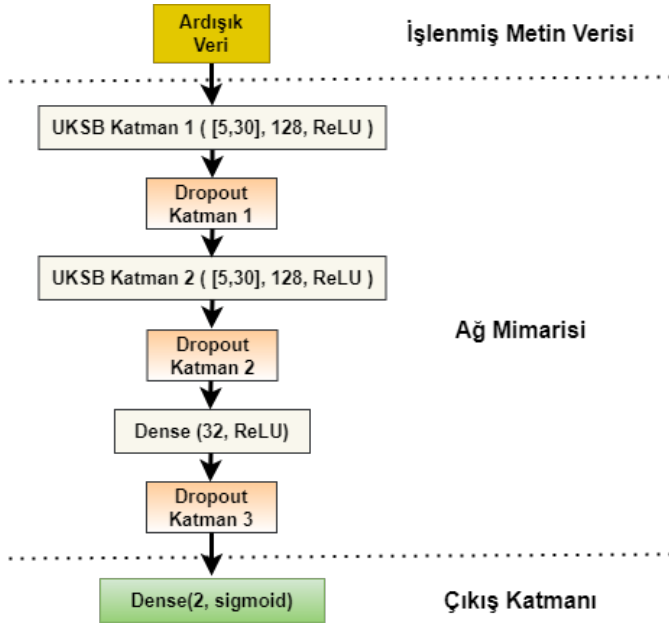 Ardışık
Veri
İşlenmiş Metin Verisi
UKSB Katman 1 ( [5,30], 128, ReLU )
Dropout
Katman 1
UKSB Katman 2 ( [5,30], 128, ReLU )
Ağ Mimarisi
Dropout
Katman 2
Dense (32, ReLU)
Dropout
Katman 3
Dense(2, sigmoid)
Çıkış Katmanı